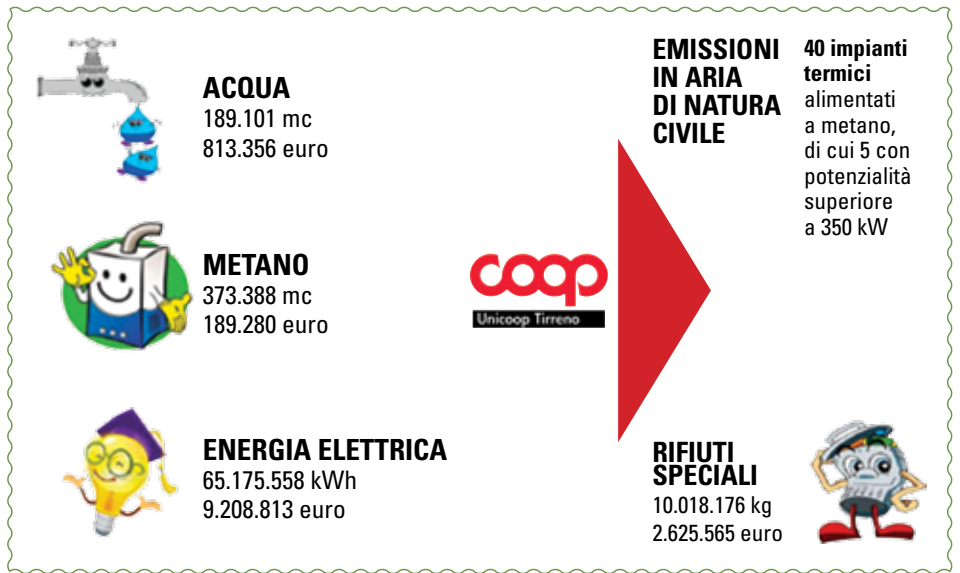 ACQUA
189.101 mc
813.356 euro
METANO
373.388 mc
189.280 euro
ENERGIA ELETTRICA
65.175.558 kWh
9.208.813 euro
coop
Unicoop Tirreno
EMISSIONI
IN ARIA
DI NATURA
CIVILE
40 impianti
termici
alimentati
a metano,
di cui 5 con
potenzialità
superiore
a 350 kW
RIFIUTI
SPECIALI
10.018.176 kg
2.625.565 euro